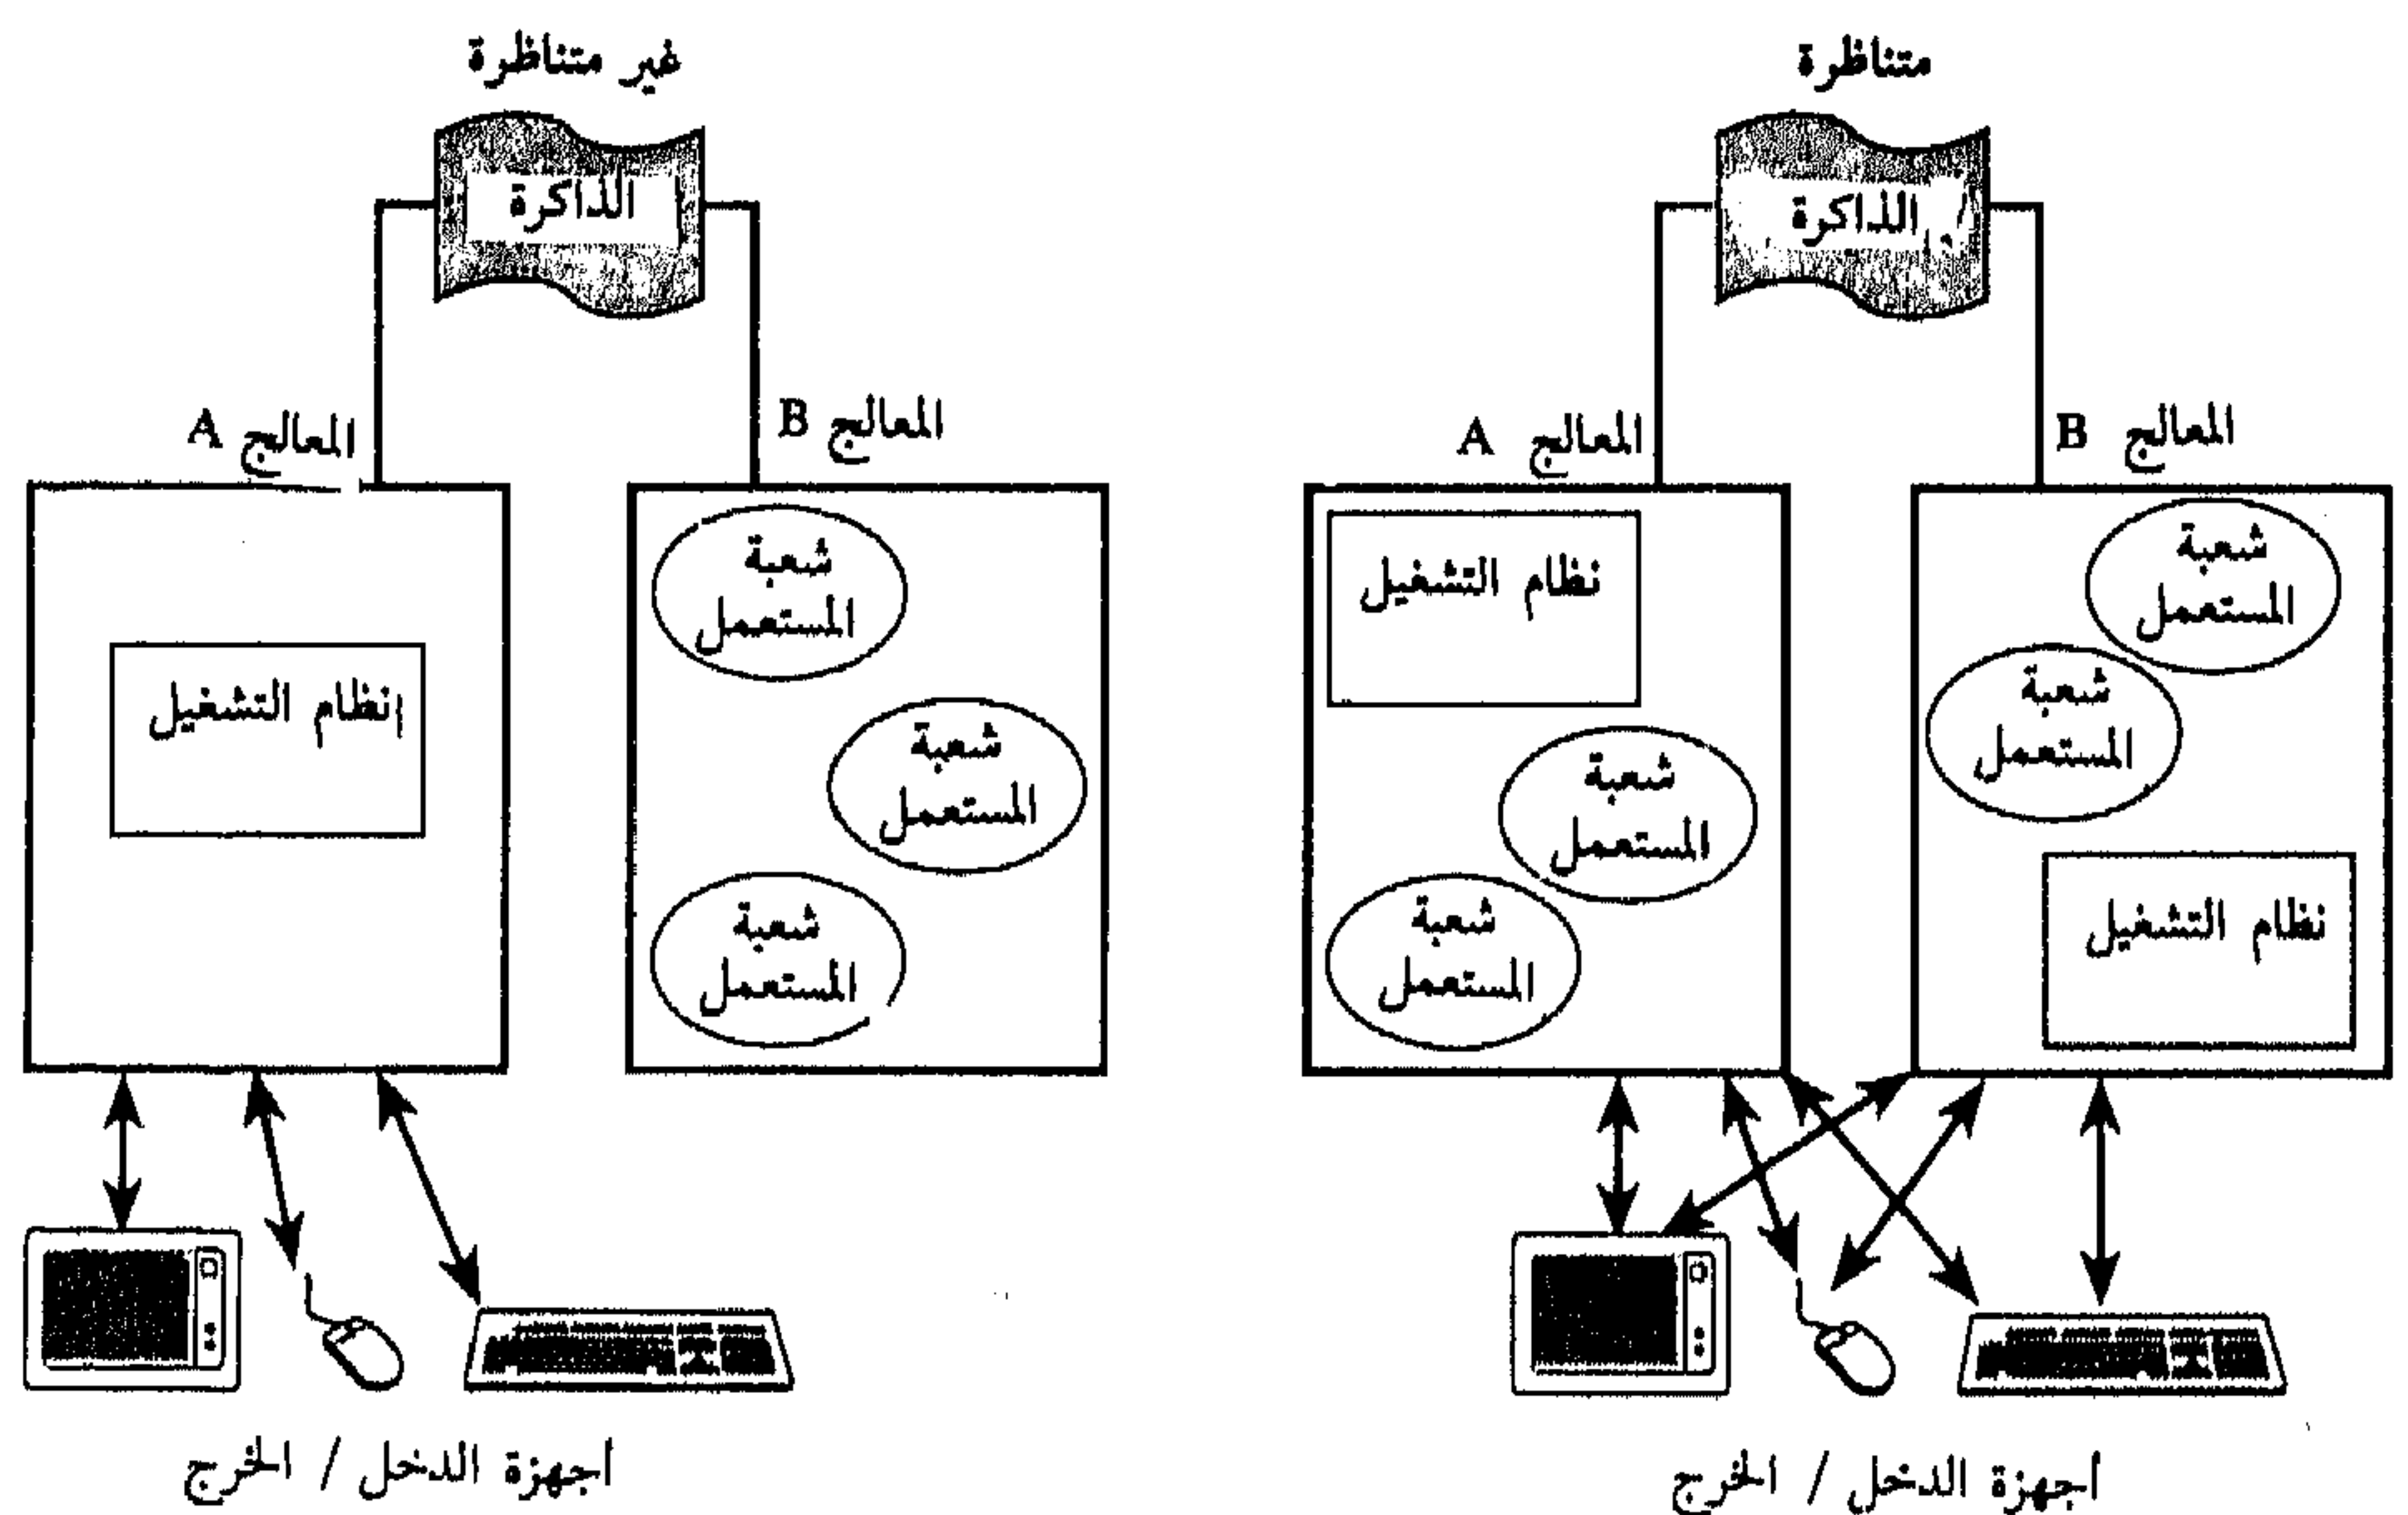 متناظرة
الذاكرة
المعالج A
المعالج B
نظام التشغيل
شعبة
المستعمل
شعبة
المستعمل
شعبة
المستعمل
شعبة
المستعمل
نظام التشغيل
اجهزة الدخل / الخرج
غير متناظرة
الذاكرة
المعالج A
المعالج B
نظام التشغيل
شعبة
المستعمل
شعبة
المستعمل
شعبة
المستعمل
اجهزة الدخل / الخرج